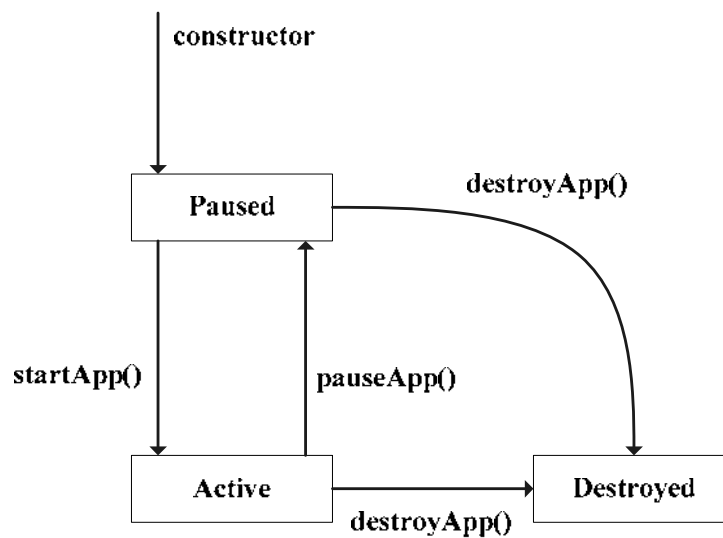 constructor
destroyApp()
Paused
startApp()
pauseApp()
Active
Destroyed
destroyApp()